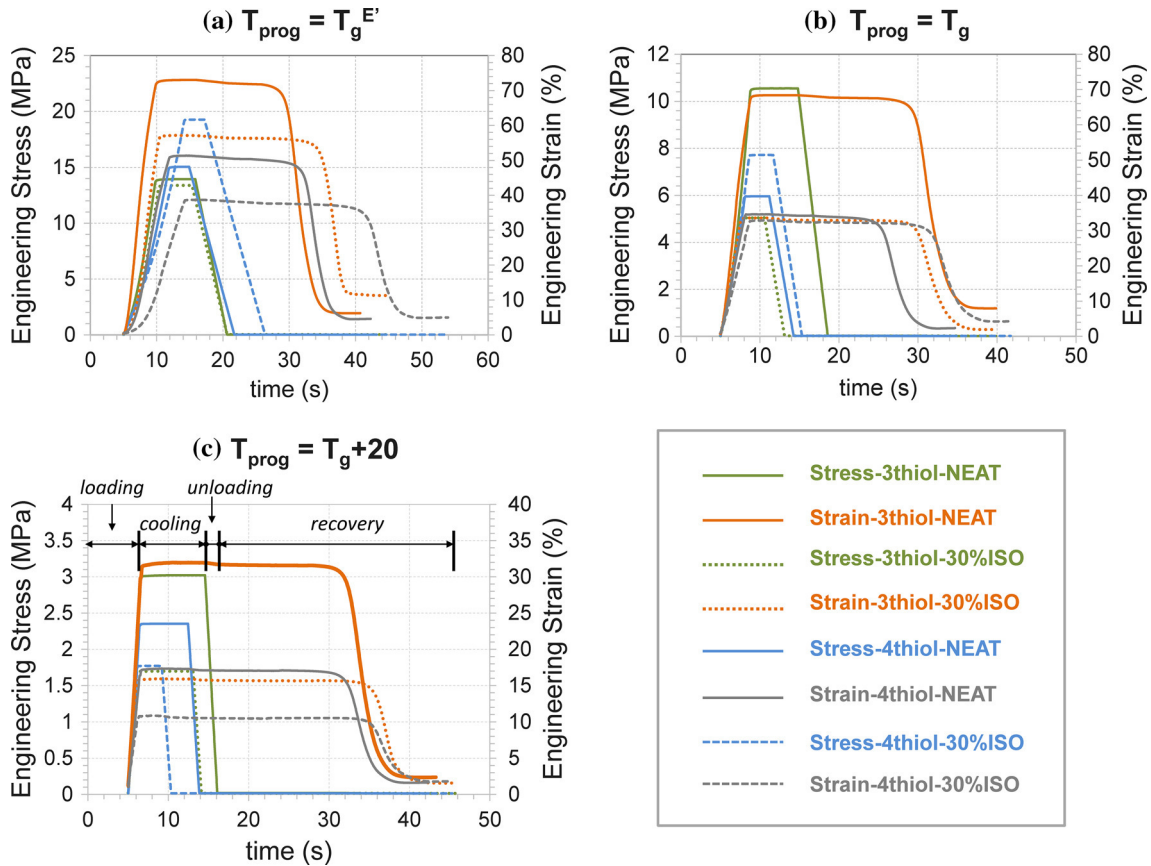 (a) T_prog = T_g^E'
Engineering Stress (MPa)
25
20
15
10
5
0
80
70
60
50
40
30
20
10
0
Engineering Strain (%)
0 10 20 30 40 50 60
time (s)
(b) T_prog = T_g
Engineering Stress (MPa)
12
10
8
6
4
2
0
80
70
60
50
40
30
20
10
0
Engineering Strain (%)
0 10 20 30 40 50
time (s)
(c) T_prog = T_g+20
loading
unloading
cooling
recovery
Engineering Stress (MPa)
4
3.5
3
2.5
2
1.5
1
0.5
0
40
35
30
25
20
15
10
5
0
Engineering Strain (%)
0 10 20 30 40 50
time (s)
Stress-3thiol-NEAT
Strain-3thiol-NEAT
Stress-3thiol-30%ISO
Strain-3thiol-30%ISO
Stress-4thiol-NEAT
Strain-4thiol-NEAT
Stress-4thiol-30%ISO
Strain-4thiol-30%ISO